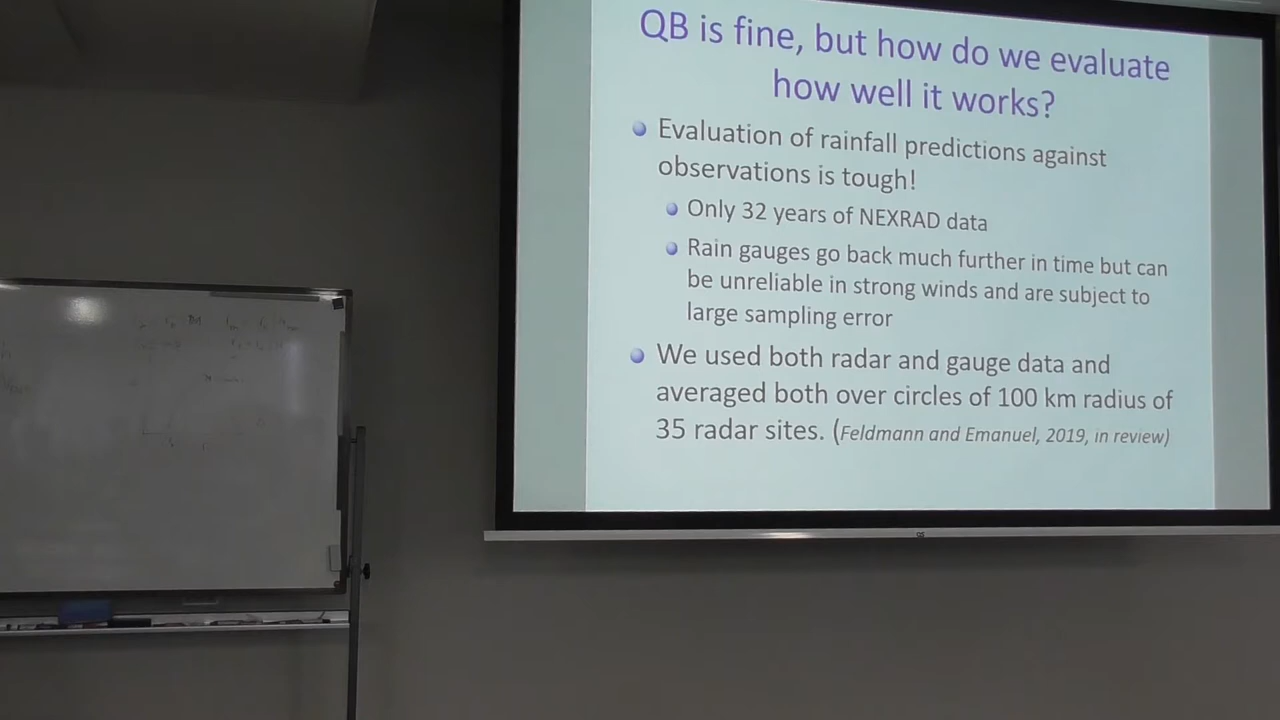 QB is fine, but how do we evaluate
how well it works?
Evaluation of rainfall predictions against
observations is tough!
Only 32 years of NEXRAD data
Rain gauges go back much further in time but can
be unreliable in strong winds and are subject to
large sampling error
We used both radar and gauge data and
averaged both over circles of 100 km radius of
35 radar sites. (Feldmann and Emanuel, 2019, in review)